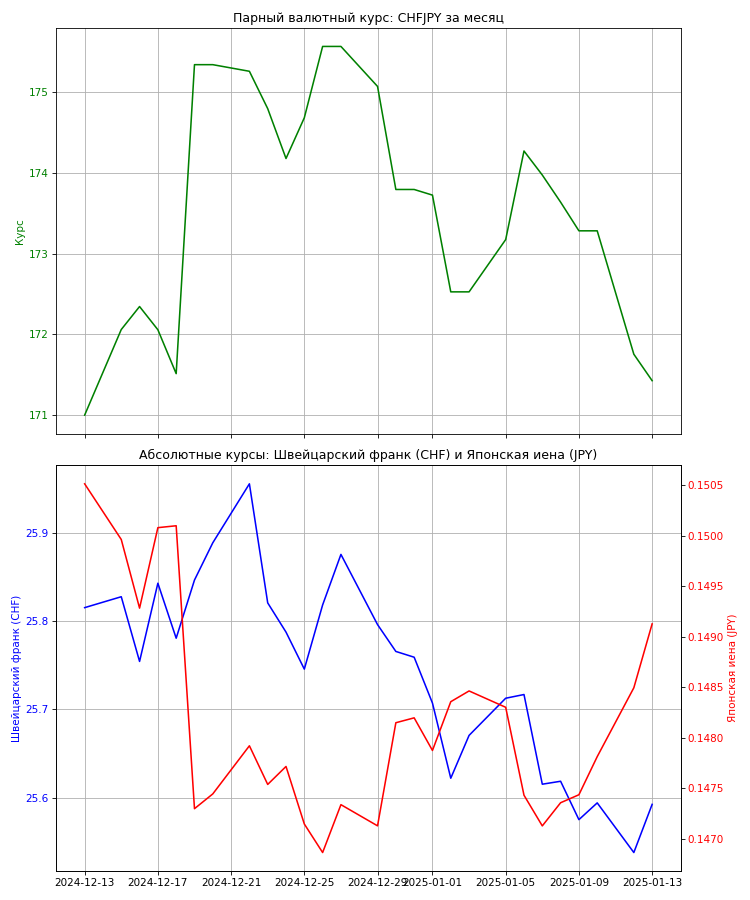 Парный валютный курс: CHFJPY за месяц
175
174
173
172
171
Курс
Абсолютные курсы: Швейцарский франк (CHF) и Японская иена (JPY)
25.9
25.8
25.7
25.6
Швейцарский франк (CHF)
0.1505
0.1500
0.1495
0.1490
0.1485
0.1480
0.1475
0.1470
Японская иена (JPY)
2024-12-13 2024-12-17 2024-12-21 2024-12-25 2024-12-29 2025-01-01 2025-01-05 2025-01-09 2025-01-13